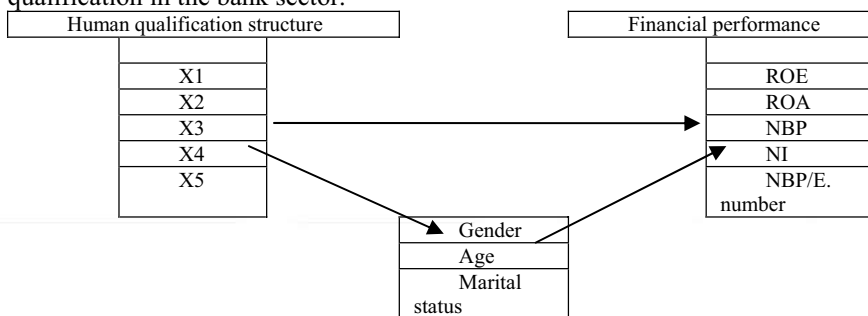 qualification in the bank sector.
Human qualification structure
Financial performance
X1
X2
X3
X4
X5
ROE
ROA
NBP
NI
NBP/E.
number
Gender
Age
Marital
status